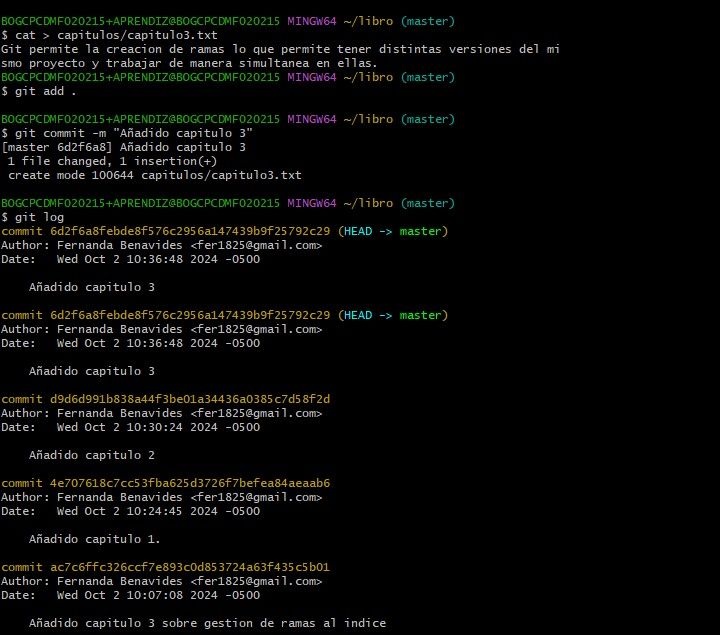 BOGCPCDMF020215+APRENDIZ@BOGCPCDMF020215 MINGW64 ~/libro (master)
$ cat > capitulos/capitulo3.txt
Git permite la creacion de ramas lo que permite tener distintas versiones del mi
smo proyecto y trabajar de manera simultanea en ellas.
BOGCPCDMF020215+APRENDIZ@BOGCPCDMF020215 MINGW64 ~/libro (master)
$ git add .
BOGCPCDMF020215+APRENDIZ@BOGCPCDMF020215 MINGW64 ~/libro (master)
$ git commit -m "Añadido capitulo 3"
[master 6d2f6a8] Añadido capitulo 3
 1 file changed, 1 insertion(+)
 create mode 100644 capitulos/capitulo3.txt
BOGCPCDMF020215+APRENDIZ@BOGCPCDMF020215 MINGW64 ~/libro (master)
$ git log
commit 6d2f6a8febde8f576c2956a147439b9f25792c29 (HEAD -> master)
Author: Fernanda Benavides <fer1825@gmail.com>
Date:   Wed Oct 2 10:36:48 2024 -0500
    Añadido capitulo 3
commit 6d2f6a8febde8f576c2956a147439b9f25792c29 (HEAD -> master)
Author: Fernanda Benavides <fer1825@gmail.com>
Date:   Wed Oct 2 10:36:48 2024 -0500
    Añadido capitulo 3
commit d9d6d991b838a44f3be01a34436a0385c7d58f2d
Author: Fernanda Benavides <fer1825@gmail.com>
Date:   Wed Oct 2 10:30:24 2024 -0500
    Añadido capitulo 2
commit 4e707618c7cc53fba625d3726f7befea84aeaab6
Author: Fernanda Benavides <fer1825@gmail.com>
Date:   Wed Oct 2 10:24:45 2024 -0500
    Añadido capitulo 1.
commit ac7c6ffc326ccf7e893c0d853724a63f435c5b01
Author: Fernanda Benavides <fer1825@gmail.com>
Date:   Wed Oct 2 10:07:08 2024 -0500
    Añadido capitulo 3 sobre gestion de ramas al indice